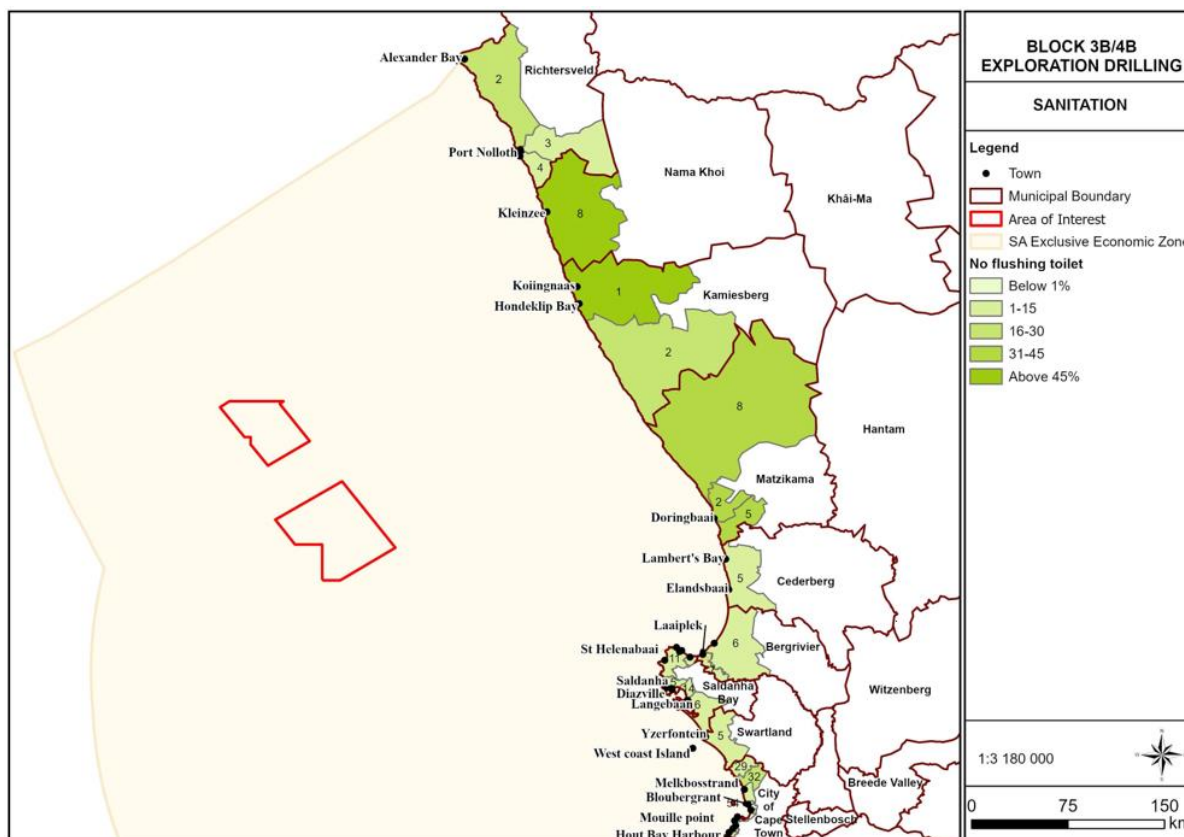 Alexander Bay
Richtersveld
2
3
Port Nolloth
4
Nama Khoi
Khâi-Ma
Kleinzee
8
Koiingnaas
1
Kamiesberg
Hondeklip Bay
2
8
Hantam
Matzikama
2
5
Doringbaai
Lambert's Bay
5
Cederberg
Elandsbaai
Laaiplek
6
Bergrivier
St Helenabaai
11
Saldanha
5
Saldanha
Bay
Witzenberg
Diazville
14
Langebaan
6
Yzerfontein
5
Swartland
West coast Island
29
32
Melkbosstrand
Breede Valley
Bloubergrant
City
of
Cape
Town
Mouille point
Stellenbosch
Hout Bay Harbour
BLOCK 3B/4B
EXPLORATION DRILLING
SANITATION
Legend
Town
Municipal Boundary
Area of Interest
SA Exclusive Economic Zone
No flushing toilet
Below 1%
1-15
16-30
31-45
Above 45%
1:3 180 000
0 75 150
km